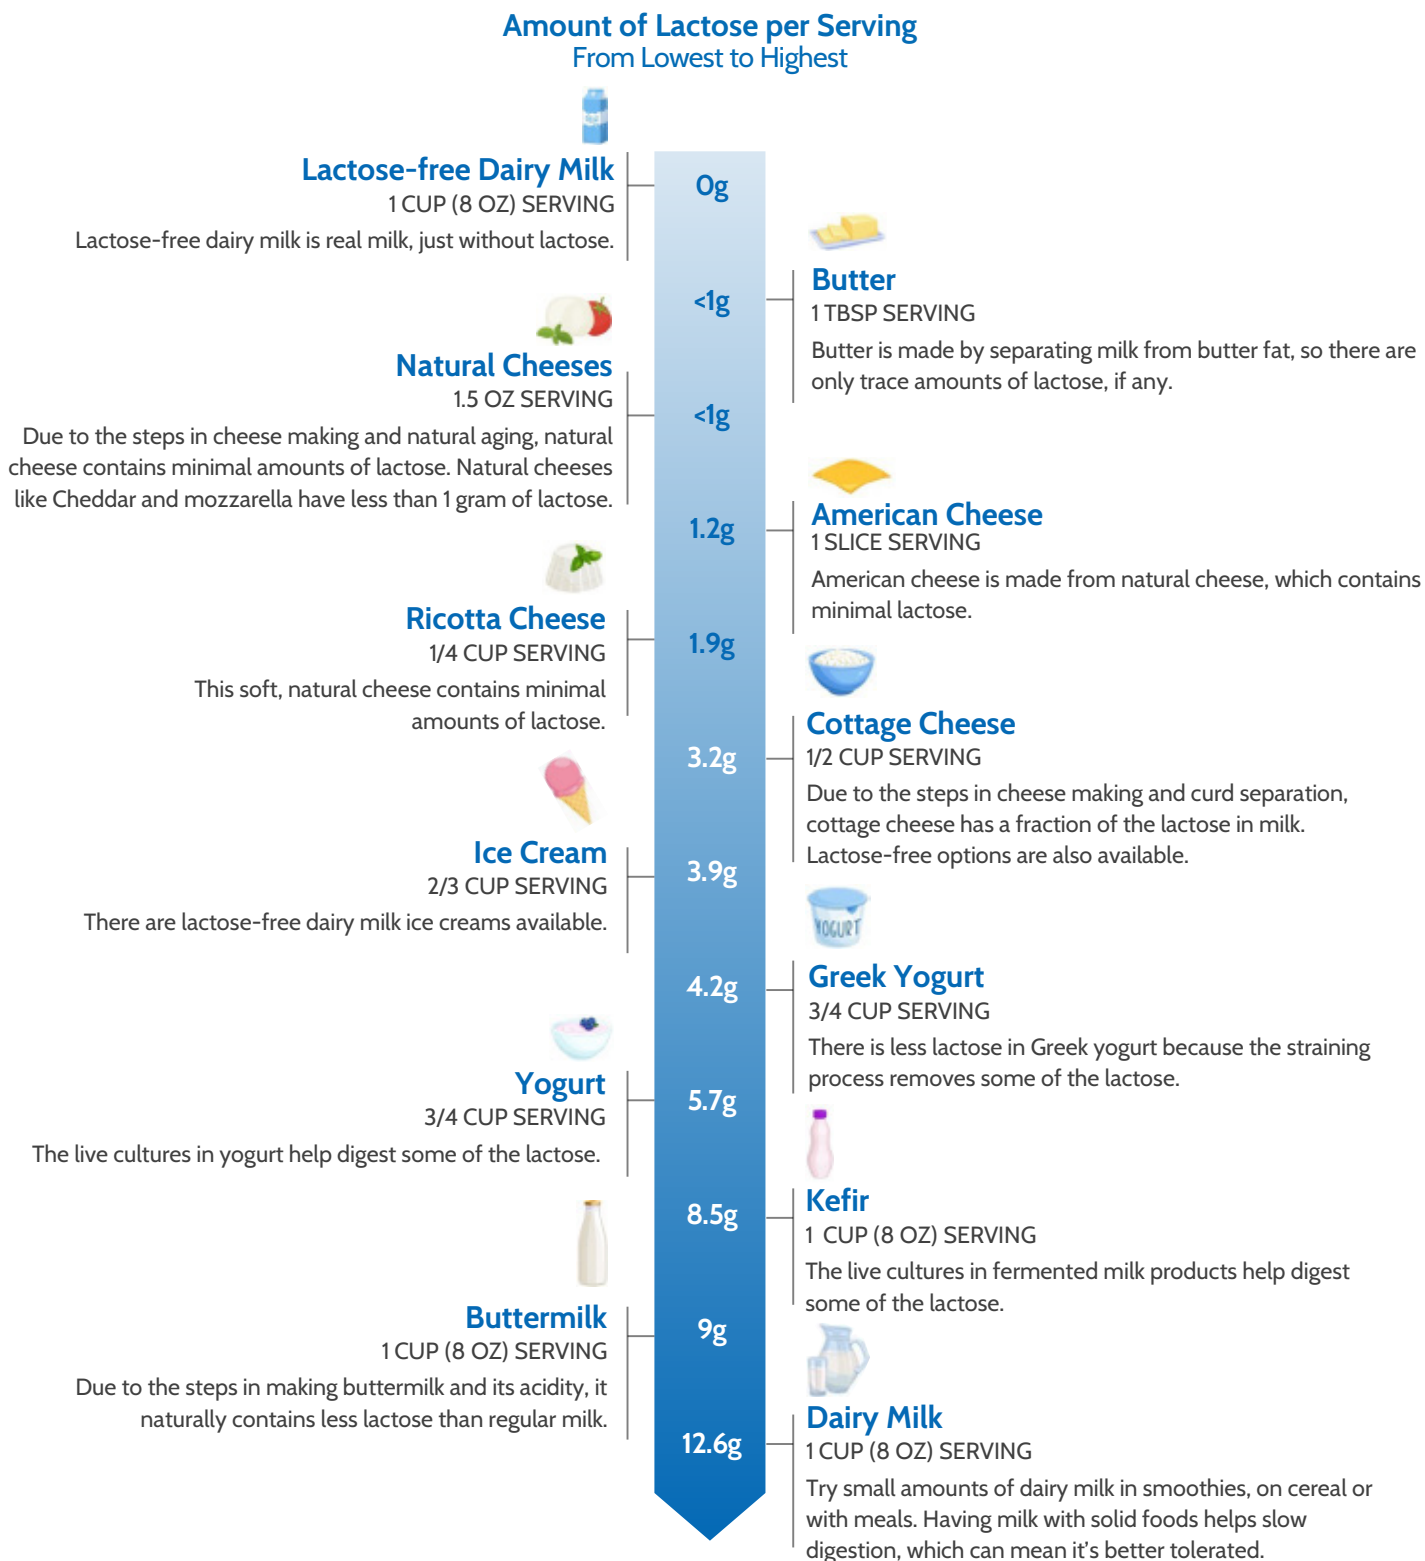 Amount of Lactose per Serving
From Lowest to Highest
Lactose-free Dairy Milk
1 CUP (8 OZ) SERVING
Lactose-free dairy milk is real milk, just without lactose.
0g
Butter
1 TBSP SERVING
Butter is made by separating milk from butter fat, so there are
only trace amounts of lactose, if any.
<1g
Natural Cheeses
1.5 OZ SERVING
Due to the steps in cheese making and natural aging, natural
cheese contains minimal amounts of lactose. Natural cheeses
like Cheddar and mozzarella have less than 1 gram of lactose.
<1g
American Cheese
1 SLICE SERVING
American cheese is made from natural cheese, which contains
minimal lactose.
1.2g
Ricotta Cheese
1/4 CUP SERVING
This soft, natural cheese contains minimal
amounts of lactose.
1.9g
Cottage Cheese
1/2 CUP SERVING
Due to the steps in cheese making and curd separation,
cottage cheese has a fraction of the lactose in milk.
Lactose-free options are also available.
3.2g
Ice Cream
2/3 CUP SERVING
There are lactose-free dairy milk ice creams available.
3.9g
YOGURT
Greek Yogurt
3/4 CUP SERVING
There is less lactose in Greek yogurt because the straining
process removes some of the lactose.
4.2g
Yogurt
3/4 CUP SERVING
The live cultures in yogurt help digest some of the lactose.
5.7g
Kefir
1 CUP (8 OZ) SERVING
The live cultures in fermented milk products help digest
some of the lactose.
8.5g
Buttermilk
1 CUP (8 OZ) SERVING
Due to the steps in making buttermilk and its acidity, it
naturally contains less lactose than regular milk.
9g
Dairy Milk
1 CUP (8 OZ) SERVING
Try small amounts of dairy milk in smoothies, on cereal or
with meals. Having milk with solid foods helps slow
digestion, which can mean it's better tolerated.
12.6g